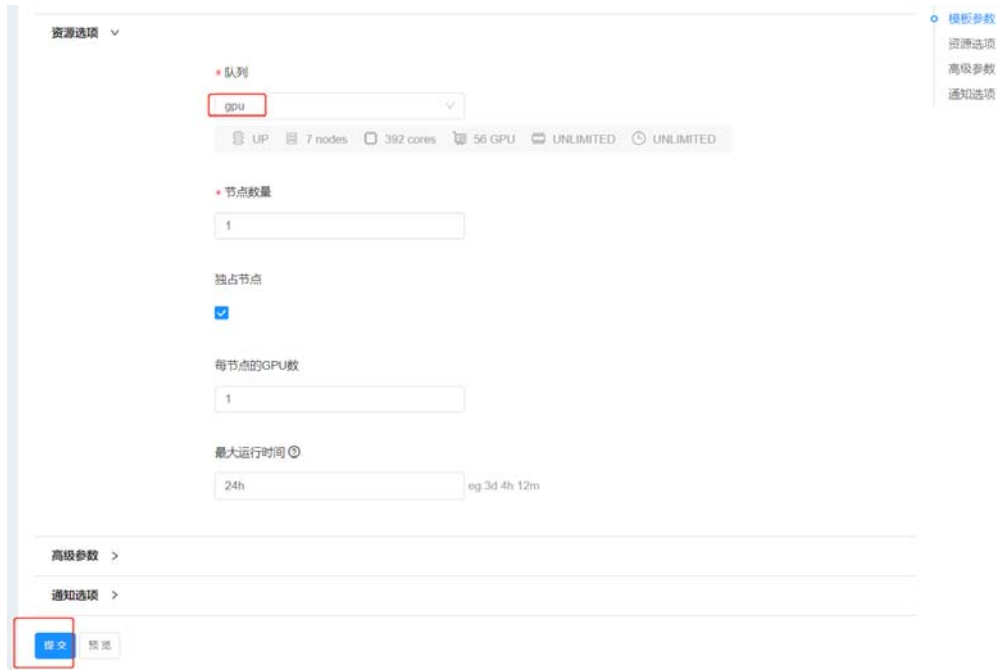 资源选项
模板参数
资源选项
高级参数
通知选项
* 队列
gpu
UP 7 nodes 392 cores 56 GPU UNLIMITED UNLIMITED
* 节点数量
1
独占节点
每节点的GPU数
1
最大运行时间
24h eg.3d 4h 12m
高级参数
通知选项
提交 预览